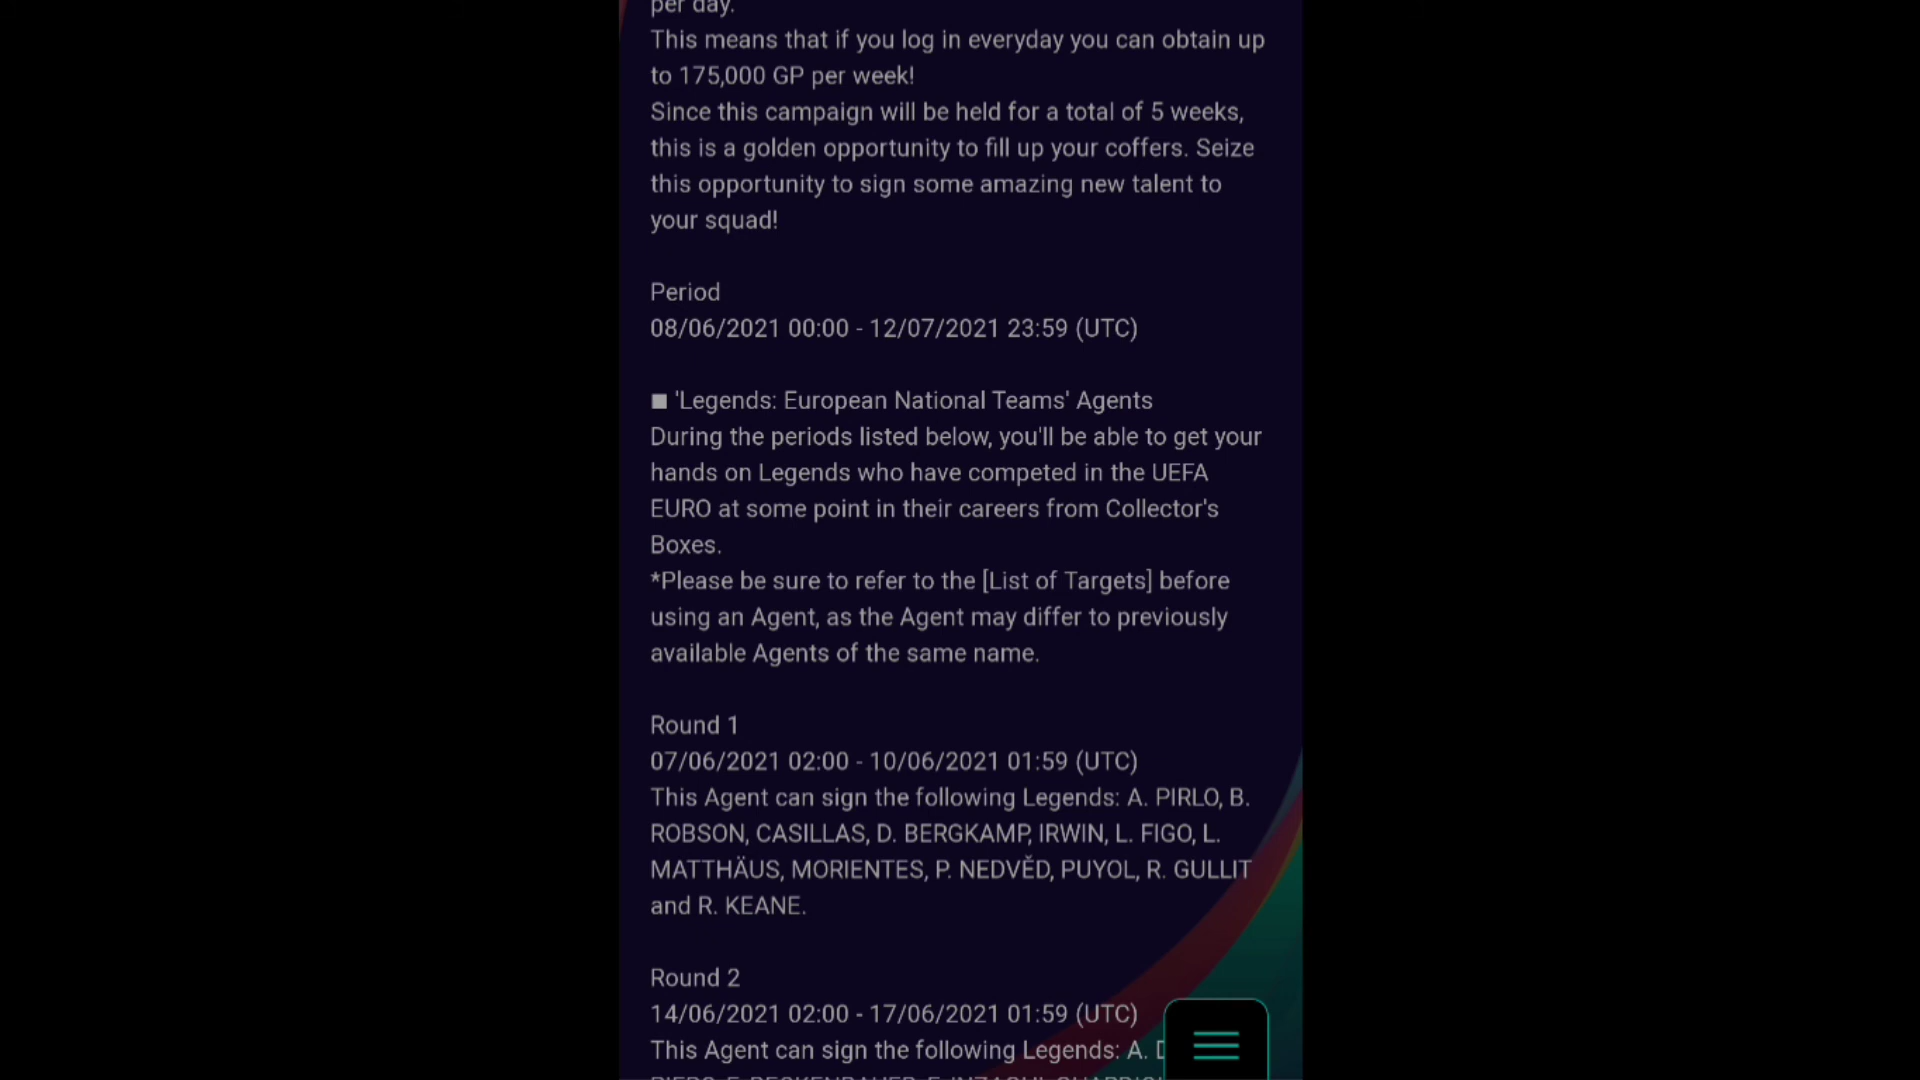 per day.
This means that if you log in everyday you can obtain up
to 175,000 GP per week!
Since this campaign will be held for a total of 5 weeks,
this is a golden opportunity to fill up your coffers. Seize
this opportunity to sign some amazing new talent to
your squad!
Period
08/06/2021 00:00 - 12/07/2021 23:59 (UTC)
■ 'Legends: European National Teams' Agents
During the periods listed below, you'll be able to get your
hands on Legends who have competed in the UEFA
EURO at some point in their careers from Collector's
Boxes.
*Please be sure to refer to the [List of Targets] before
using an Agent, as the Agent may differ to previously
available Agents of the same name.
Round 1
07/06/2021 02:00 - 10/06/2021 01:59 (UTC)
This Agent can sign the following Legends: A. PIRLO, B.
ROBSON, CASILLAS, D. BERGKAMP, IRWIN, L. FIGO, L.
MATTHÄUS, MORIENTES, P. NEDVĚD, PUYOL, R. GULLIT
and R. KEANE.
Round 2
14/06/2021 02:00 - 17/06/2021 01:59 (UTC)
This Agent can sign the following Legends: A.